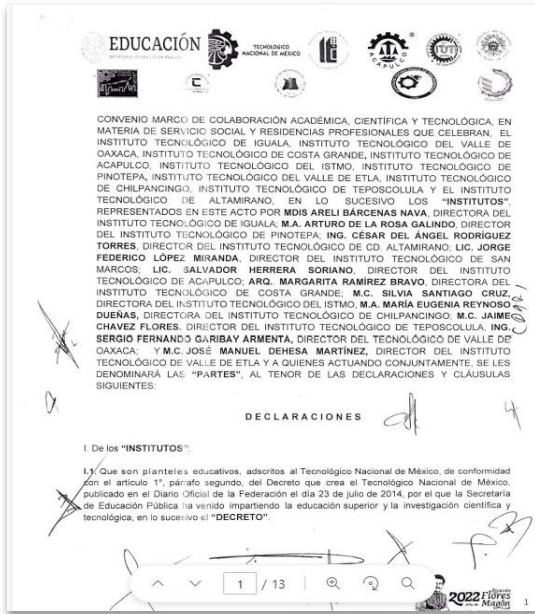 EDUCACIÓN
SECRETARÍA DE EDUCACIÓN PÚBLICA
TECNOLÓGICO
NACIONAL DE MÉXICO
ACAPULCO
CONVENIO MARCO DE COLABORACIÓN ACADÉMICA, CIENTÍFICA Y TECNOLÓGICA, EN
MATERIA DE SERVICIO SOCIAL Y RESIDENCIAS PROFESIONALES QUE CELEBRAN, EL
INSTITUTO TECNOLÓGICO DE IGUALA, INSTITUTO TECNOLÓGICO DEL VALLE DE
OAXACA, INSTITUTO TECNOLÓGICO DE COSTA GRANDE, INSTITUTO TECNOLÓGICO DE
ACAPULCO, INSTITUTO TECNOLÓGICO DEL ISTMO, INSTITUTO TECNOLÓGICO DE
PINOTEPA, INSTITUTO TECNOLÓGICO DEL VALLE DE ETLA, INSTITUTO TECNOLÓGICO
DE CHILPANCINGO, INSTITUTO TECNOLÓGICO DE TEPOSCOLULA Y EL INSTITUTO
TECNOLÓGICO DE ALTAMIRANO, EN LO SUCESIVO LOS "INSTITUTOS",
REPRESENTADOS EN ESTE ACTO POR MDIS ARELI BÁRCENAS NAVA, DIRECTORA DEL
INSTITUTO TECNOLÓGICO DE IGUALA; M.A. ARTURO DE LA ROSA GALINDO, DIRECTOR
DEL INSTITUTO TECNOLÓGICO DE PINOTEPA; ING. CÉSAR DEL ÁNGEL RODRÍGUEZ
TORRES, DIRECTOR DEL INSTITUTO TECNOLÓGICO DE CD. ALTAMIRANO; LIC. JORGE
FEDERICO LÓPEZ MIRANDA, DIRECTOR DEL INSTITUTO TECNOLÓGICO DE SAN
MARCOS; LIC. SALVADOR HERRERA SORIANO, DIRECTOR DEL INSTITUTO
TECNOLÓGICO DE ACAPULCO; ARQ. MARGARITA RAMÍREZ BRAVO, DIRECTORA DEL
INSTITUTO TECNOLÓGICO DE COSTA GRANDE; M.C. SILVIA SANTIAGO CRUZ,
DIRECTORA DEL INSTITUTO TECNOLÓGICO DEL ISTMO, M.A. MARÍA EUGENIA REYNOSO
DUEÑAS, DIRECTORA DEL INSTITUTO TECNOLÓGICO DE CHILPANCINGO; M.C. JAIME
CHAVEZ FLORES, DIRECTOR DEL INSTITUTO TECNOLÓGICO DE TEPOSCOLULA, ING.
SERGIO FERNANDO GARIBAY ARMENTA, DIRECTOR DEL TECNOLÓGICO DE VALLE DE
OAXACA; Y M.C. JOSÉ MANUEL DEHESA MARTÍNEZ, DIRECTOR DEL INSTITUTO
TECNOLÓGICO DE VALLE DE ETLA Y A QUIENES ACTUANDO CONJUNTAMENTE, SE LES
DENOMINARÁ LAS "PARTES", AL TENOR DE LAS DECLARACIONES Y CLÁUSULAS
SIGUIENTES:
DECLARACIONES
I. De los "INSTITUTOS":
I.1. Que son planteles educativos, adscritos al Tecnológico Nacional de México, de conformidad
con el artículo 1°, párrafo segundo, del Decreto que crea el Tecnológico Nacional de México,
publicado en el Diario Oficial de la Federación el día 23 de julio de 2014, por el que la Secretaría
de Educación Pública ha venido impartiendo la educación superior y la investigación científica y
tecnológica, en lo sucesivo el "DECRETO".
1 / 13
2022 Ricardo Flores Magón
1